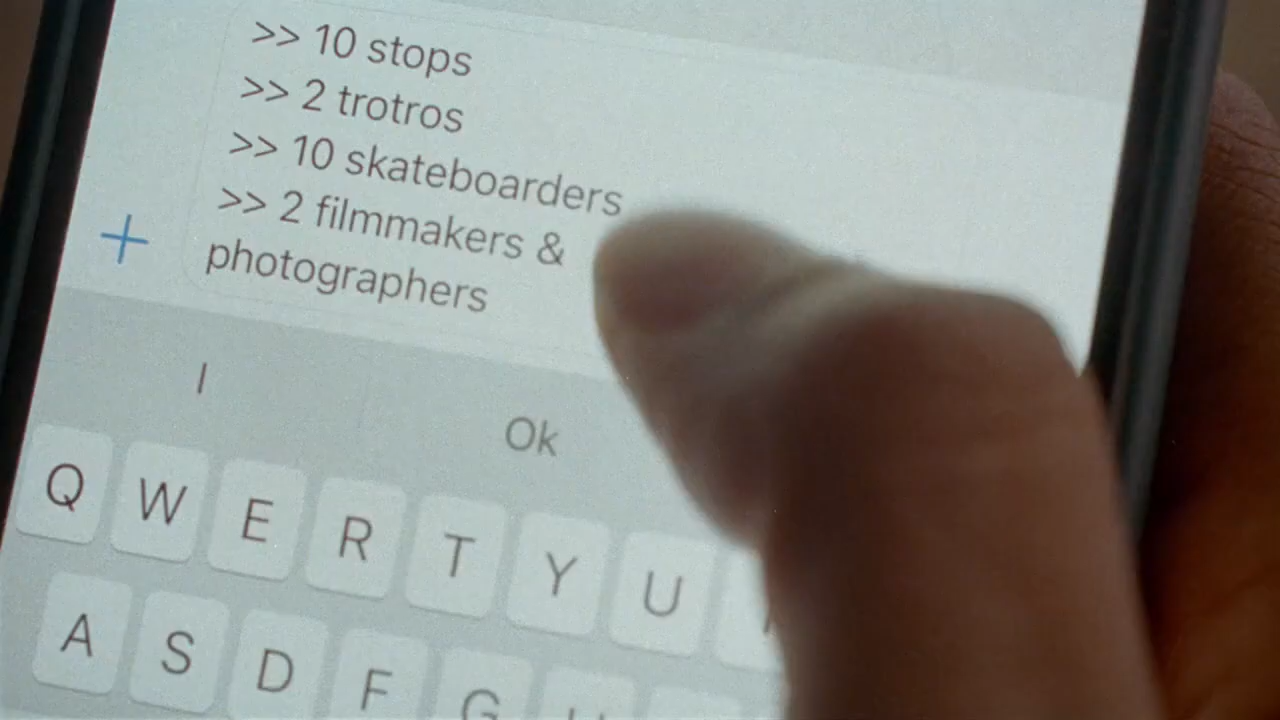 >> 10 stops
>> 2 trotros
>> 10 skateboarders
>> 2 filmmakers &
photographers
I
Ok
Q W E R T Y U
A S D F G